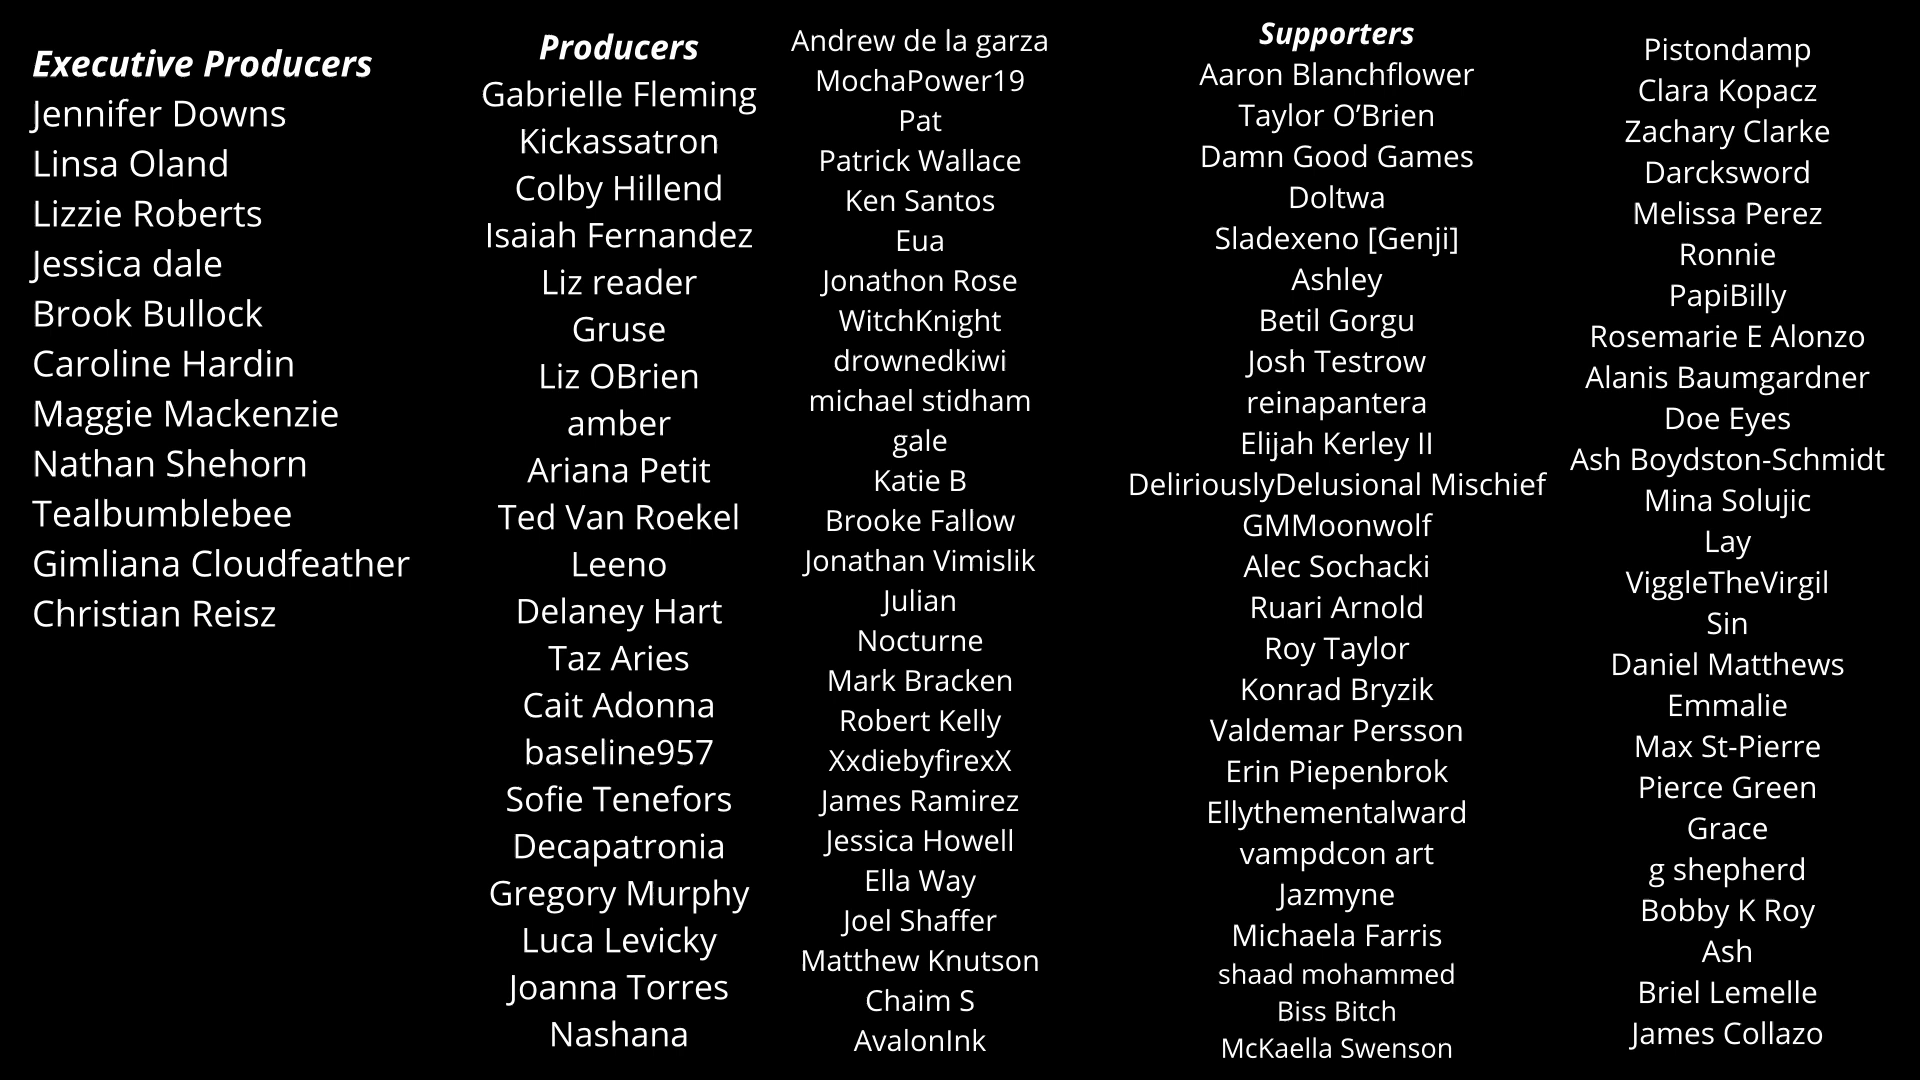 Executive Producers
Jennifer Downs
Linsa Oland
Lizzie Roberts
Jessica dale
Brook Bullock
Caroline Hardin
Maggie Mackenzie
Nathan Shehorn
Tealbumblebee
Gimliana Cloudfeather
Christian Reisz
Producers
Gabrielle Fleming
Kickassatron
Colby Hillend
Isaiah Fernandez
Liz reader
Gruse
Liz OBrien
amber
Ariana Petit
Ted Van Roekel
Leeno
Delaney Hart
Taz Aries
Cait Adonna
baseline957
Sofie Tenefors
Decapatronia
Gregory Murphy
Luca Levicky
Joanna Torres
Nashana
Andrew de la garza
MochaPower19
Pat
Patrick Wallace
Ken Santos
Eua
Jonathon Rose
WitchKnight
drownedkiwi
michael stidham
gale
Katie B
Brooke Fallow
Jonathan Vimislik
Julian
Nocturne
Mark Bracken
Robert Kelly
XxdiebyfirexX
James Ramirez
Jessica Howell
Ella Way
Joel Shaffer
Matthew Knutson
Chaim S
AvalonInk
Supporters
Aaron Blanchflower
Taylor O’Brien
Damn Good Games
Doltwa
Sladexeno [Genji]
Ashley
Betil Gorgu
Josh Testrow
reinapantera
Elijah Kerley II
DeliriouslyDelusional Mischief
GMMoonwolf
Alec Sochacki
Ruari Arnold
Roy Taylor
Konrad Bryzik
Valdemar Persson
Erin Piepenbrok
Ellythementalward
vampdcon art
Jazmyne
Michaela Farris
shaad mohammed
Biss Bitch
McKaella Swenson
Pistondamp
Clara Kopacz
Zachary Clarke
Darcksword
Melissa Perez
Ronnie
PapiBilly
Rosemarie E Alonzo
Alanis Baumgardner
Doe Eyes
Ash Boydston-Schmidt
Mina Solujic
Lay
ViggleTheVirgil
Sin
Daniel Matthews
Emmalie
Max St-Pierre
Pierce Green
Grace
g shepherd
Bobby K Roy
Ash
Briel Lemelle
James Collazo